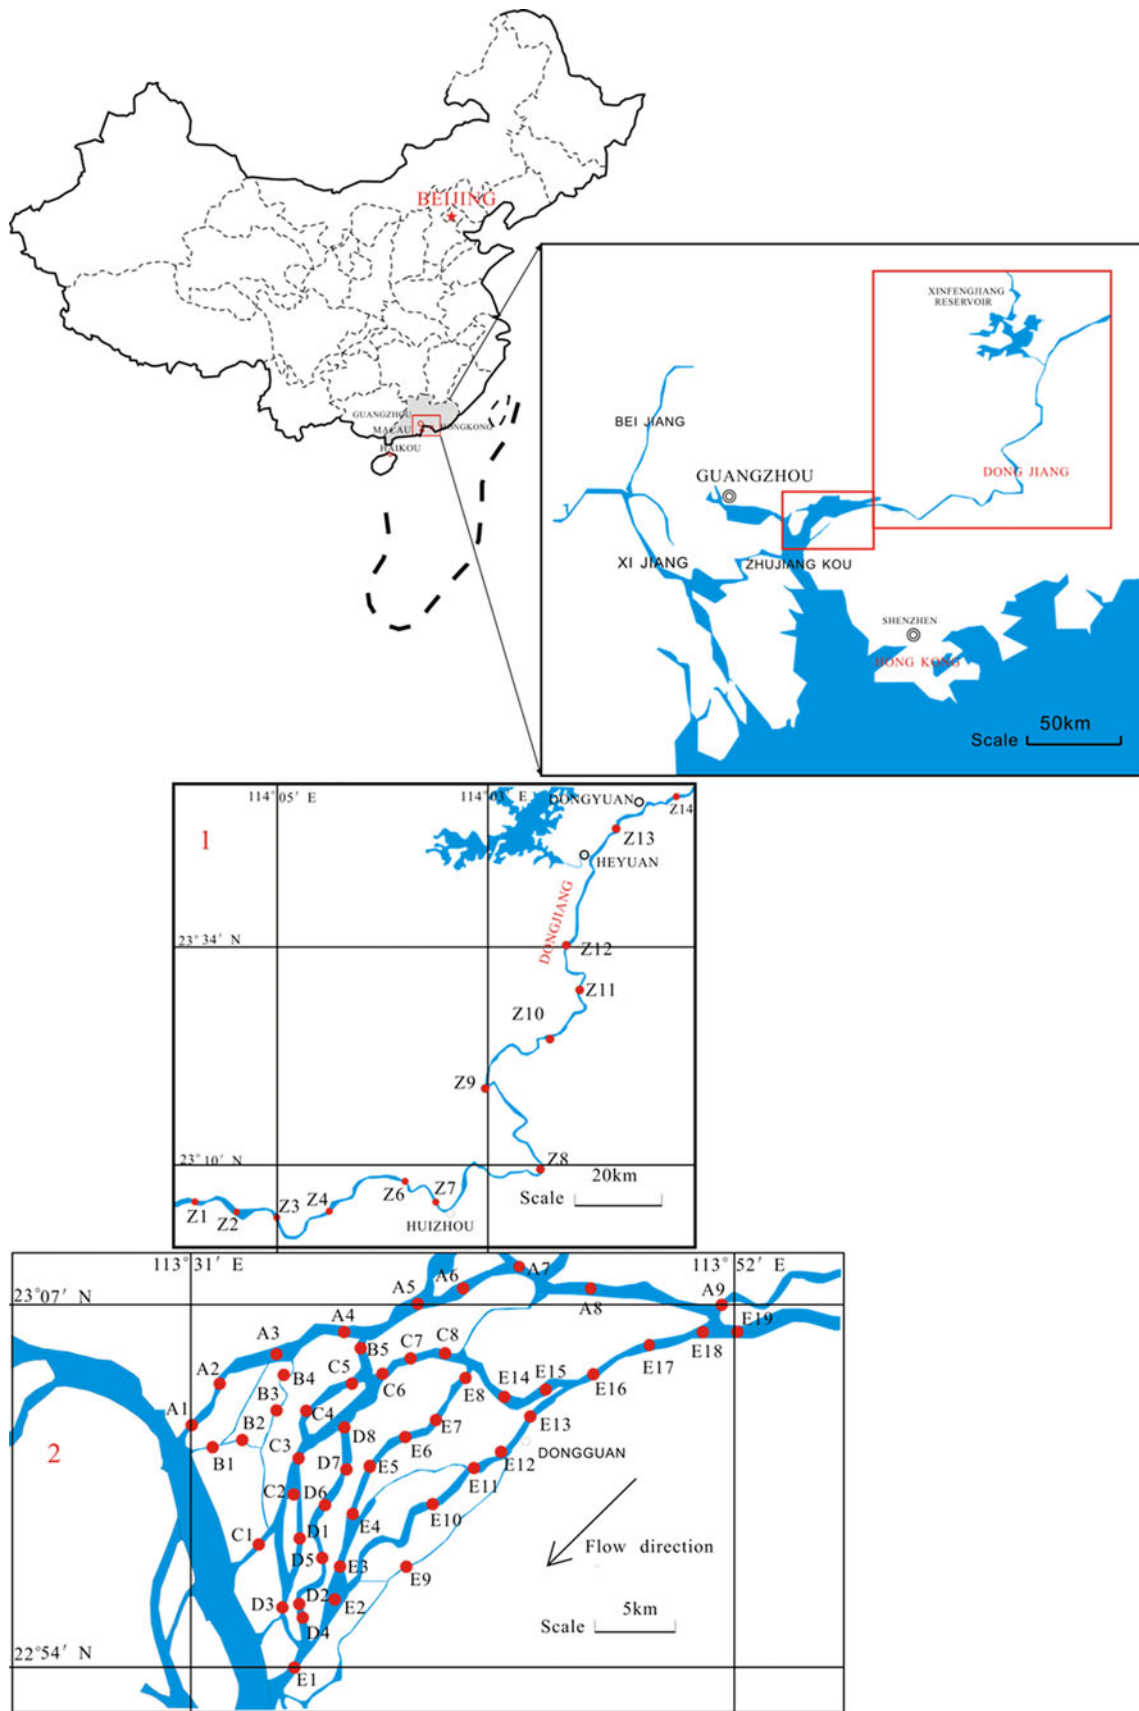 BEIJING
GUANGZHOU
MACAU
HONGKONG
HAIKOU
XINFENGJIANG
RESERVOIR
BEI JIANG
GUANGZHOU
DONG JIANG
XI JIANG
ZHUJIANG KOU
SHENZHEN
HONG KONG
50km
Scale
114°05′ E
114°03 E
DONGYUAN
Z14
1
Z13
HEYUAN
DONGJIANG
23°34′ N
Z12
Z11
Z10
Z9
23°10′ N
Z8
20km
Scale
Z6
Z7
Z4
Z3
Z1
Z2
HUIZHOU
113°31′ E
113°52′ E
A7
A6
A5
A8
A9
23°07′ N
A4
E19
E18
A3
B5
C7
C8
E17
B4
A2
C5
C6
E8
E14
E15
E16
B3
C4
A1
B2
D8
E7
E13
2
B1
C3
E6
DONGGUAN
D7
E5
E12
E11
C2
D6
E4
E10
C1
D1
Flow direction
D5
E3
E9
D3
D2
E2
D4
Scale
5km
22°54′ N
E1